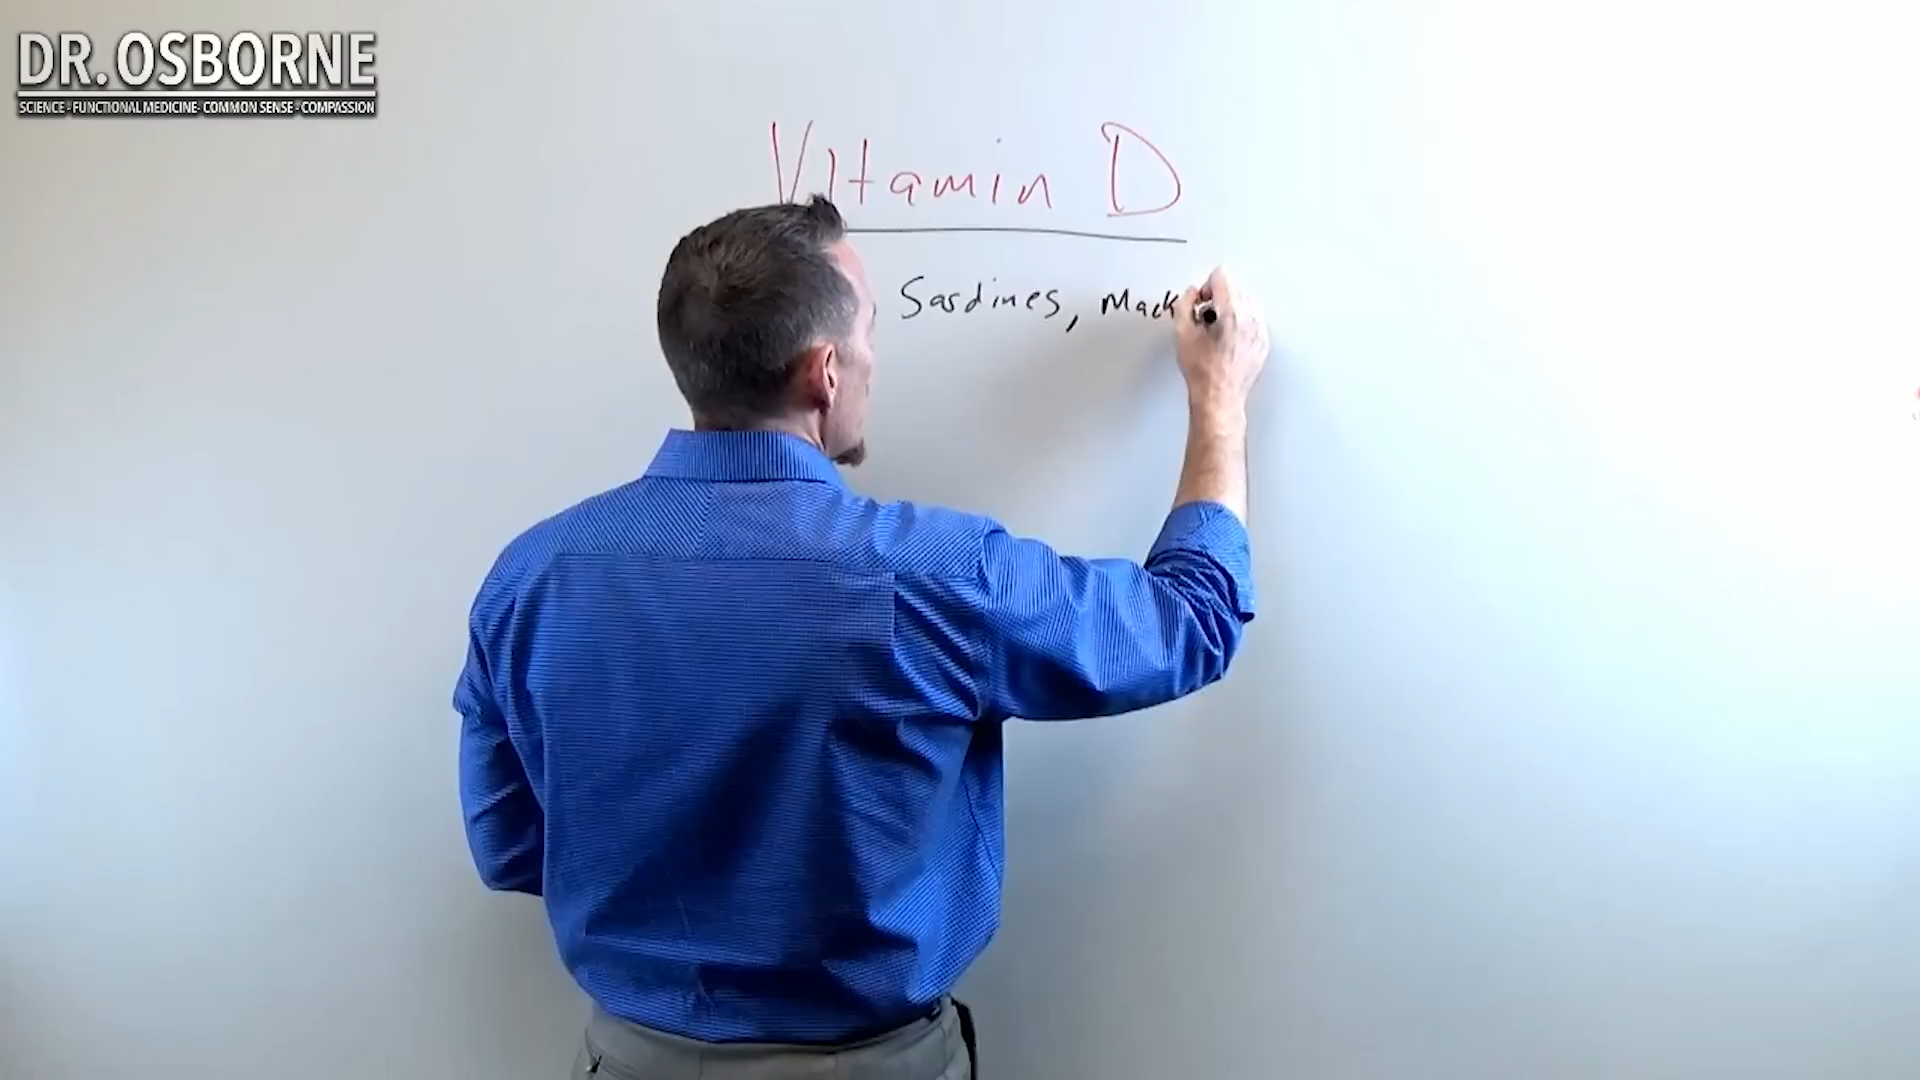 DR. OSBORNE
SCIENCE - FUNCTIONAL MEDICINE - COMMON SENSE - COMPASSION
Vitamin D
Sardines, Mack